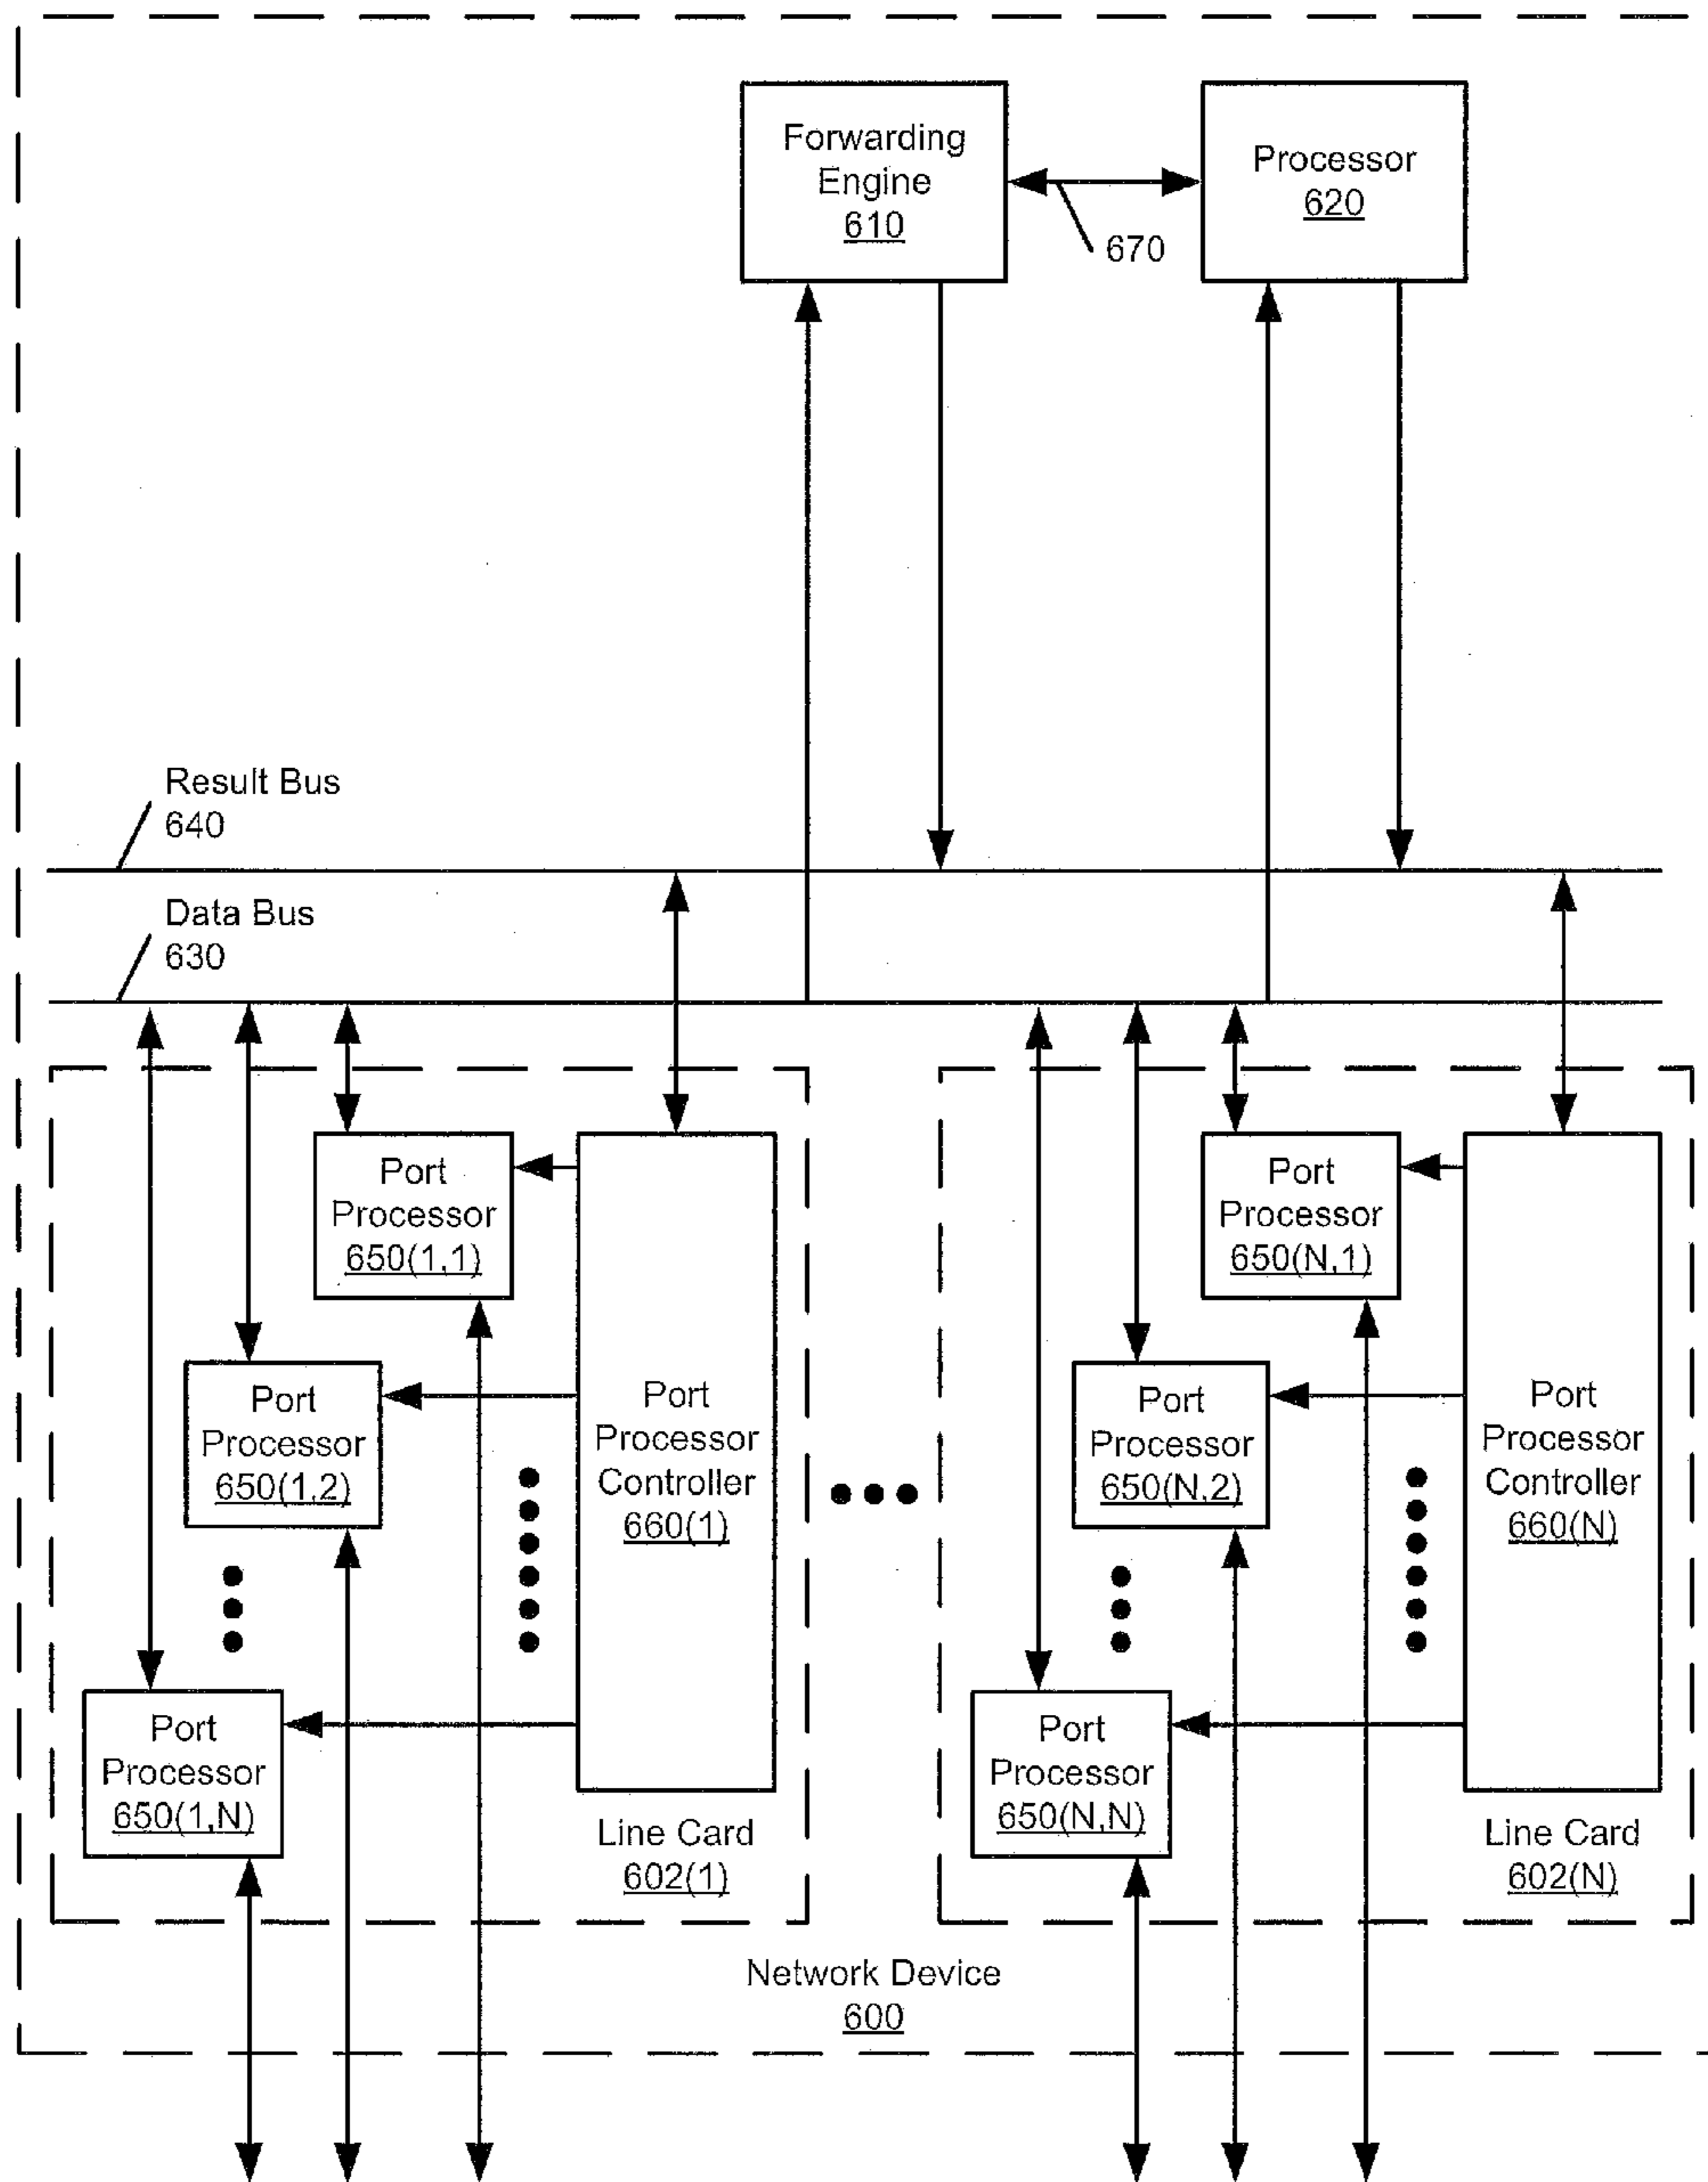 Forwarding
Engine
610
Processor
620
670
Result Bus
640
Data Bus
630
Port
Processor
650(1,1)
Port
Processor
650(1,2)
Port
Processor
650(1,N)
Port
Processor
Controller
660(1)
Line Card
602(1)
Port
Processor
650(N,1)
Port
Processor
650(N,2)
Port
Processor
650(N,N)
Port
Processor
Controller
660(N)
Line Card
602(N)
Network Device
600